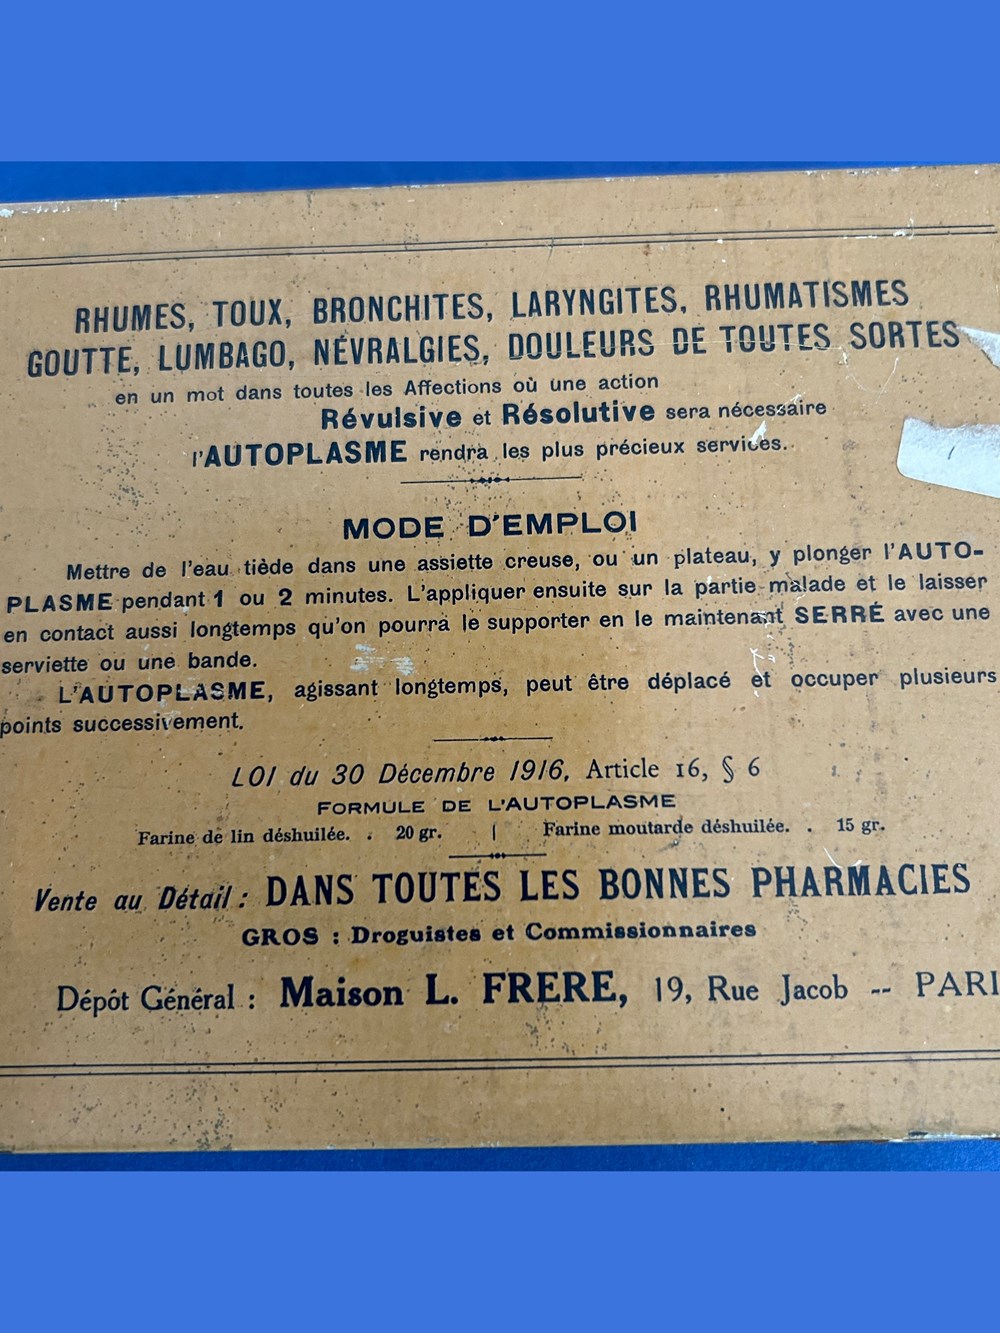 RHUMES, TOUX, BRONCHITES, LARYNGITES, RHUMATISMES
GOUTTE, LUMBAGO, NÉVRALGIES, DOULEURS DE TOUTES SORTES
en un mot dans toutes les Affections où une action
Révulsive et Résolutive sera nécessaire
l'AUTOPLASME rendra les plus précieux services.
MODE D'EMPLOI
Mettre de l'eau tiède dans une assiette creuse, ou un plateau, y plonger l'AUTO-
PLASME pendant 1 ou 2 minutes. L'appliquer ensuite sur la partie malade et le laisser
en contact aussi longtemps qu'on pourra le supporter en le maintenant SERRÉ avec une
serviette ou une bande.
L'AUTOPLASME, agissant longtemps, peut être déplacé et occuper plusieurs
points successivement.
LOI du 30 Décembre 1916, Article 16, § 6
FORMULE DE L'AUTOPLASME
Farine de lin déshuilée. . 20 gr. | Farine moutarde déshuilée. . 15 gr.
Vente au Détail : DANS TOUTES LES BONNES PHARMACIES
GROS : Droguistes et Commissionnaires
Dépôt Général : Maison L. FRERE, 19, Rue Jacob -- PARI